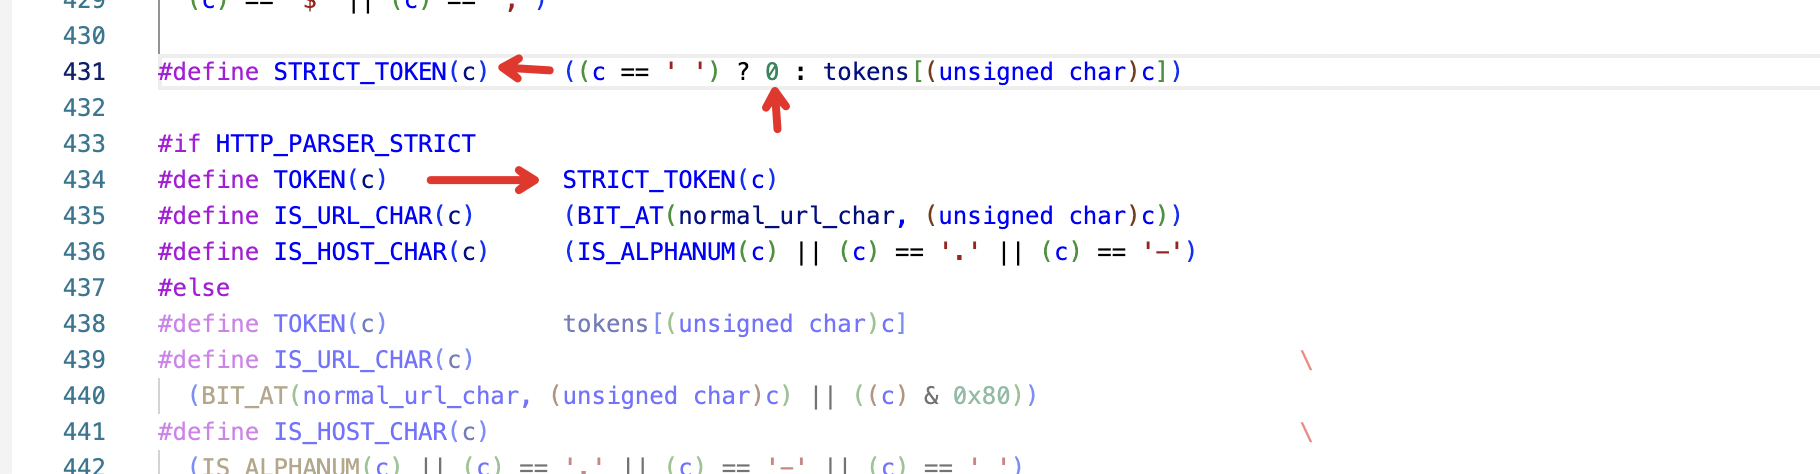 429 (c) == '$' || (c) == ',')
430
431 #define STRICT_TOKEN(c) ((c == ' ') ? 0 : tokens[(unsigned char)c])
432
433 #if HTTP_PARSER_STRICT
434 #define TOKEN(c) STRICT_TOKEN(c)
435 #define IS_URL_CHAR(c) (BIT_AT(normal_url_char, (unsigned char)c))
436 #define IS_HOST_CHAR(c) (IS_ALPHANUM(c) || (c) == '.' || (c) == '-')
437 #else
438 #define TOKEN(c) tokens[(unsigned char)c]
439 #define IS_URL_CHAR(c) \
440 (BIT_AT(normal_url_char, (unsigned char)c) || ((c) & 0x80))
441 #define IS_HOST_CHAR(c) \
442 (IS_ALPHANUM(c) || (c) == '.' || (c) == '-' || (c) == '_')